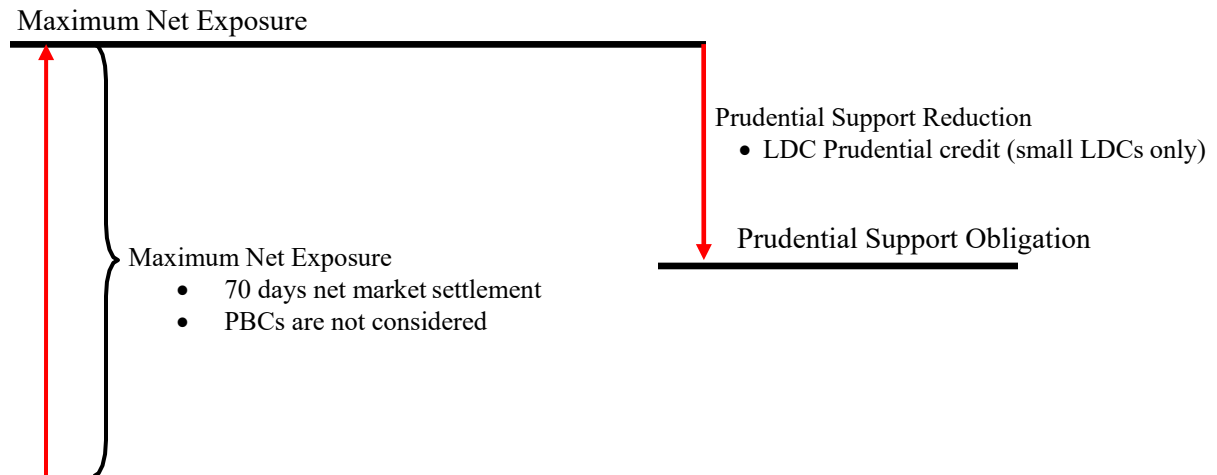 Maximum Net Exposure
Prudential Support Reduction
• LDC Prudential credit (small LDCs only)
Prudential Support Obligation
Maximum Net Exposure
• 70 days net market settlement
• PBCs are not considered